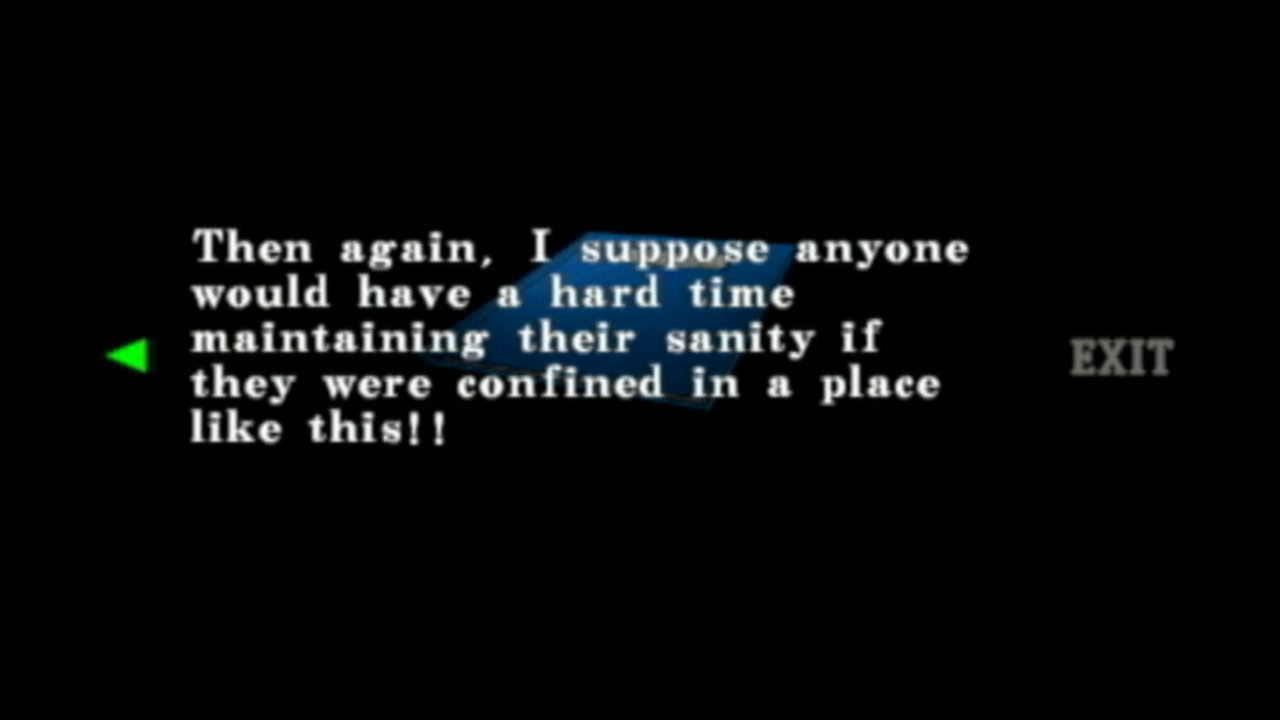 Then again, I suppose anyone
would have a hard time
maintaining their sanity if
they were confined in a place
like this!!
EXIT